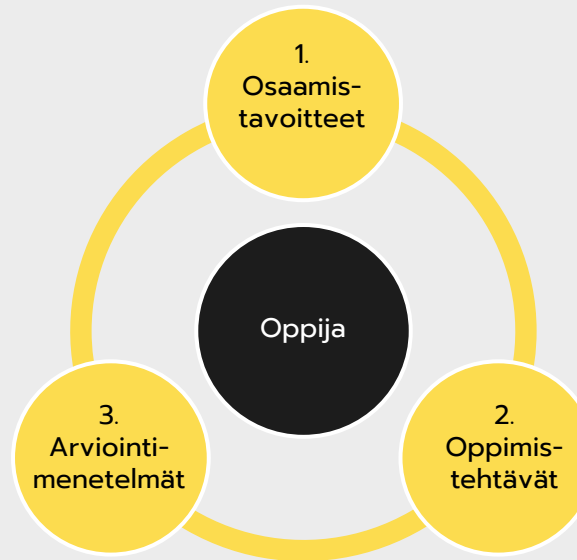 1.
Osaamis-
tavoitteet
Oppija
3.
Arviointi-
menetelmät
2.
Oppimis-
tehtävät